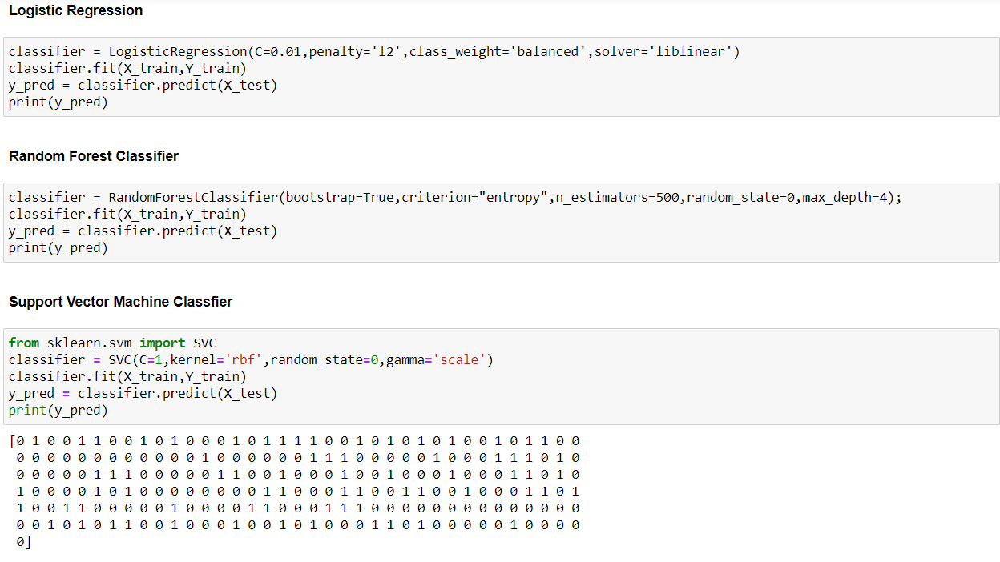 Logistic Regression
classifier = LogisticRegression(C=0.01,penalty='l2',class_weight='balanced',solver='liblinear')
classifier.fit(X_train,Y_train)
y_pred = classifier.predict(X_test)
print(y_pred)
Random Forest Classifier
classifier = RandomForestClassifier(bootstrap=True,criterion="entropy",n_estimators=500,random_state=0,max_depth=4);
classifier.fit(X_train,Y_train)
y_pred = classifier.predict(X_test)
print(y_pred)
Support Vector Machine Classfier
from sklearn.svm import SVC
classifier = SVC(C=1,kernel='rbf',random_state=0,gamma='scale')
classifier.fit(X_train,Y_train)
y_pred = classifier.predict(X_test)
print(y_pred)
[0 1 0 0 1 1 0 0 1 0 1 0 0 0 1 0 1 1 1 1 0 0 1 0 1 0 1 0 1 0 0 1 0 1 1 0 0
0 0 0 0 0 0 0 0 0 0 0 0 1 0 0 0 0 0 0 1 1 1 0 0 0 0 0 1 0 0 0 1 1 1 0 1 0
0 0 0 0 0 1 1 1 0 0 0 0 0 1 1 0 0 1 0 0 0 1 0 0 1 0 0 0 1 0 0 0 1 1 0 1 0
1 0 0 0 0 1 0 1 0 0 0 0 0 0 0 0 1 1 0 0 0 1 1 0 0 1 1 0 0 1 0 0 0 1 1 0 1
1 0 0 1 1 0 0 0 0 0 1 0 0 0 0 1 1 0 0 0 1 1 1 0 0 0 0 0 0 0 0 0 0 0 0 0 0
0 0 1 0 1 0 1 1 0 0 1 0 0 0 1 0 0 1 0 1 0 0 0 1 1 0 1 0 0 0 0 0 1 0 0 0 0
0]